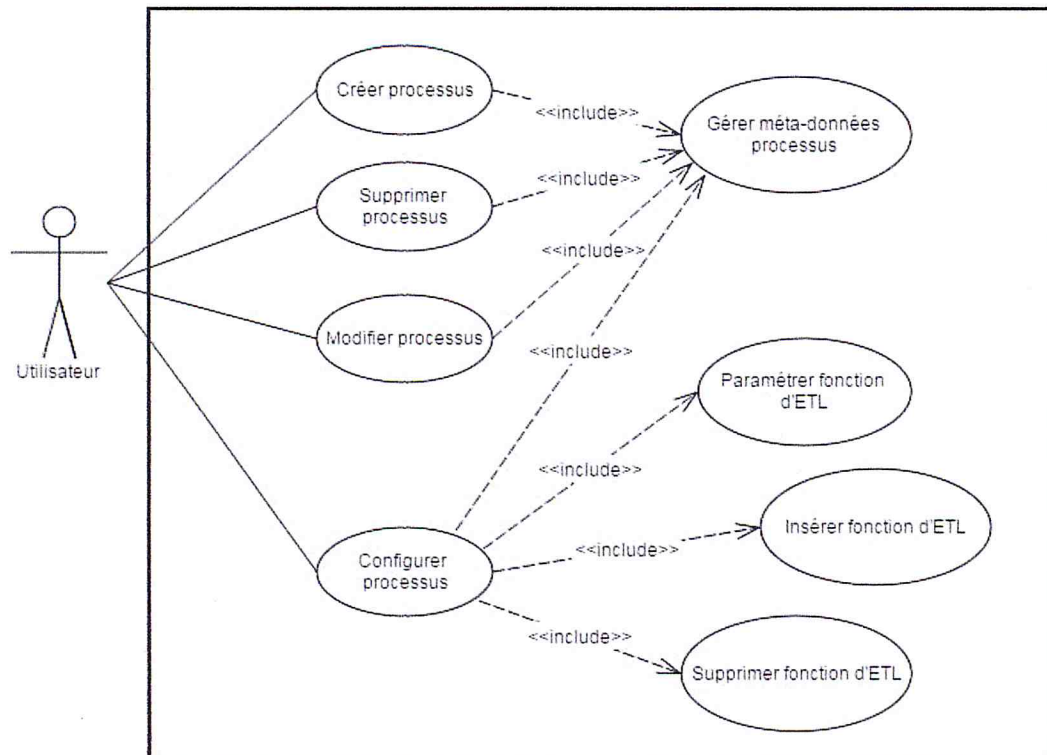 Créer processus
<<include>>
Gérer méta-données
processus
Supprimer
processus
<<include>>
<<include>>
Modifier processus
Utilisateur
<<include>>
Paramétrer fonction
d'ETL
<<include>>
Insérer fonction d'ETL
Configurer
processus
<<include>>
<<include>>
Supprimer fonction d'ETL